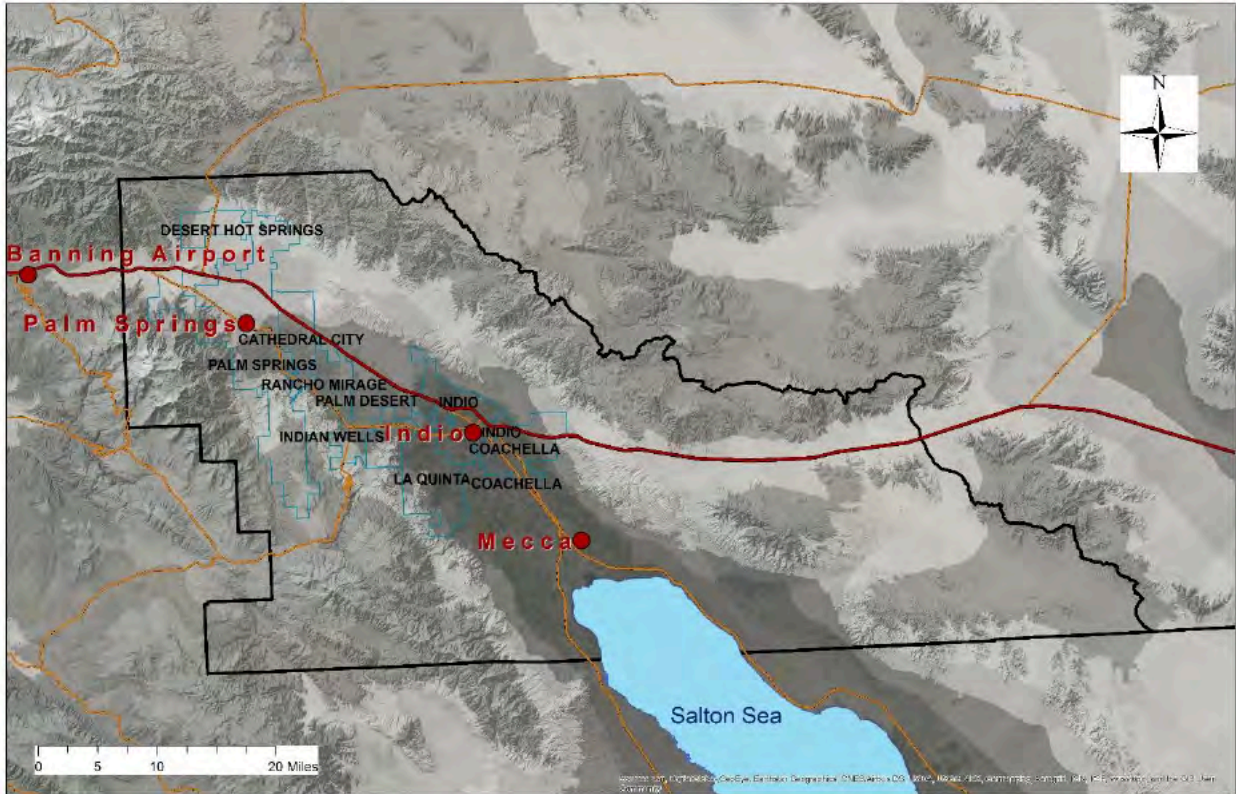 N
DESERT HOT SPRINGS
Banning Airport
Palm Springs
CATHEDRAL CITY
PALM SPRINGS
RANCHO MIRAGE
PALM DESERT
INDIO
INDIAN WELLS
Indio
INDIO
COACHELLA
LA QUINTA
COACHELLA
Mecca
Salton Sea
0 5 10 20 Miles